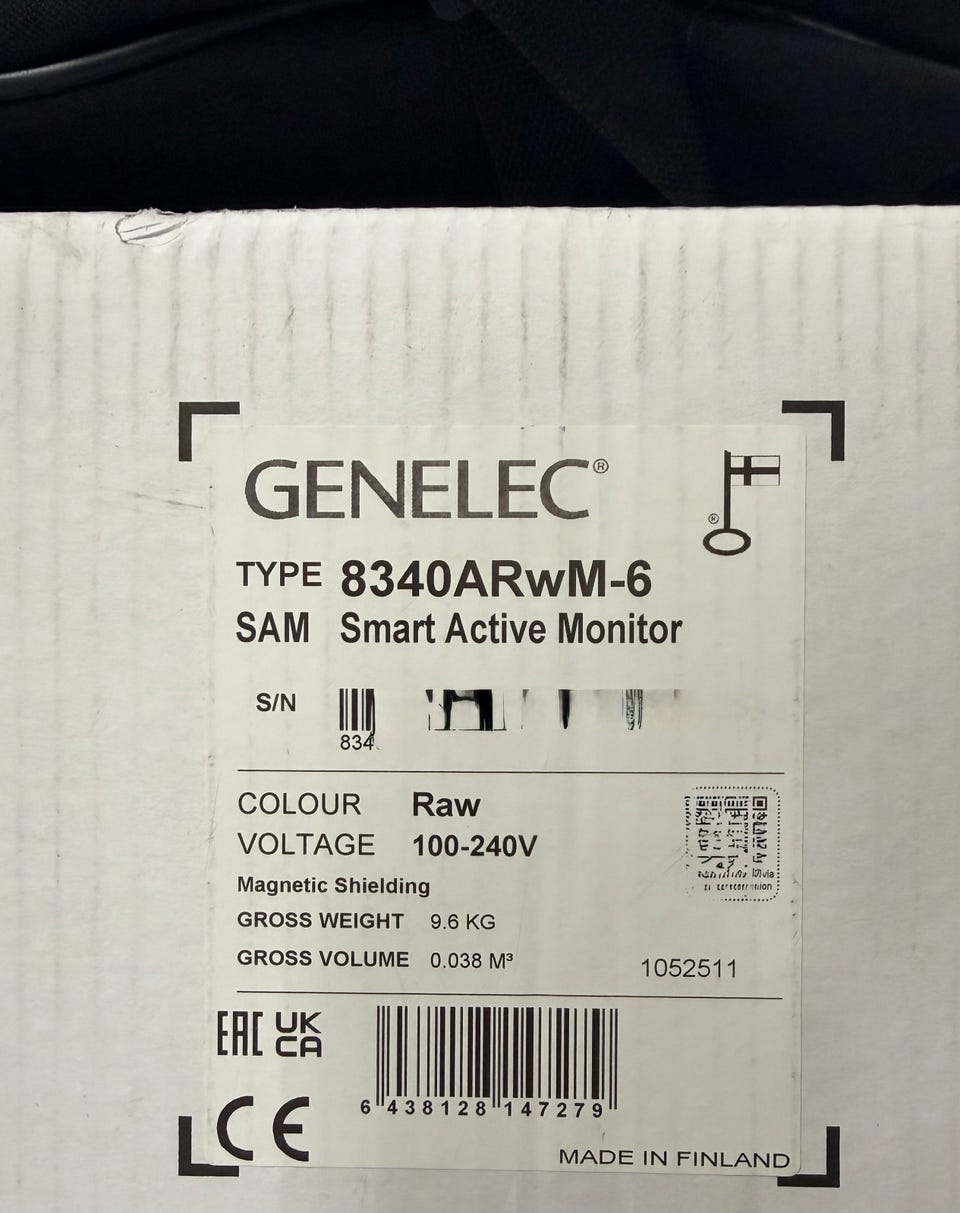 GENELEC®
TYPE 8340ARwM-6
SAM Smart Active Monitor
S/N
834
COLOUR Raw
VOLTAGE 100-240V
Magnetic Shielding
GROSS WEIGHT 9.6 KG
GROSS VOLUME 0.038 M³
via
1052511
EAC UK CA
6 438128 147279
CE
MADE IN FINLAND